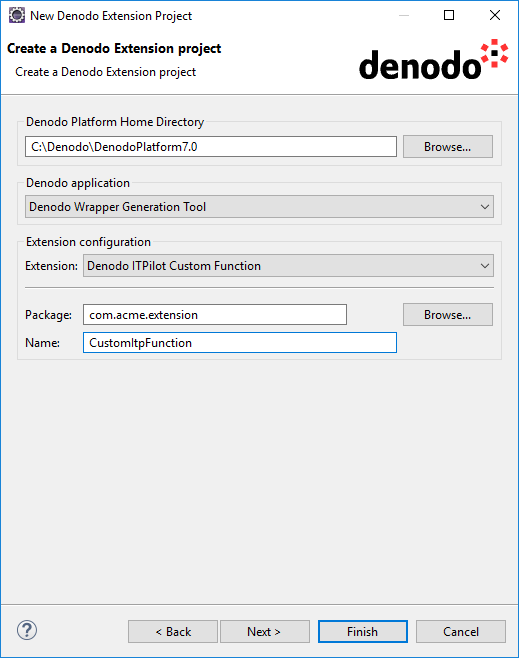 New Denodo Extension Project
Create a Denodo Extension project
Create a Denodo Extension project
denodo
Denodo Platform Home Directory
C:\Denodo\DenodoPlatform7.0 Browse...
Denodo application
Denodo Wrapper Generation Tool
Extension configuration
Extension: Denodo ITPilot Custom Function
Package: com.acme.extension Browse...
Name: CustomItpFunction
? < Back Next > Finish Cancel